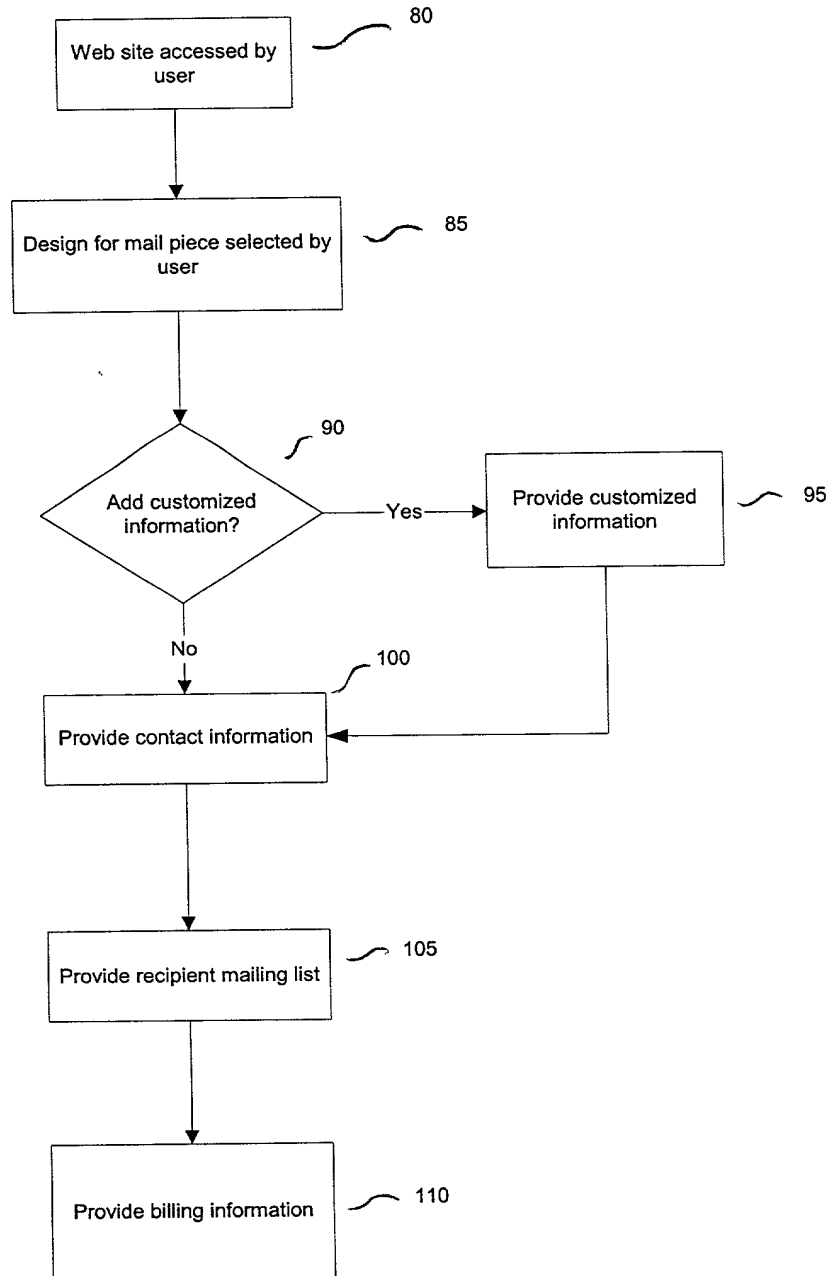 80
Web site accessed by
user
85
Design for mail piece selected by
user
90
Add customized
information?
Yes
Provide customized
information
95
No
100
Provide contact information
105
Provide recipient mailing list
Provide billing information
110